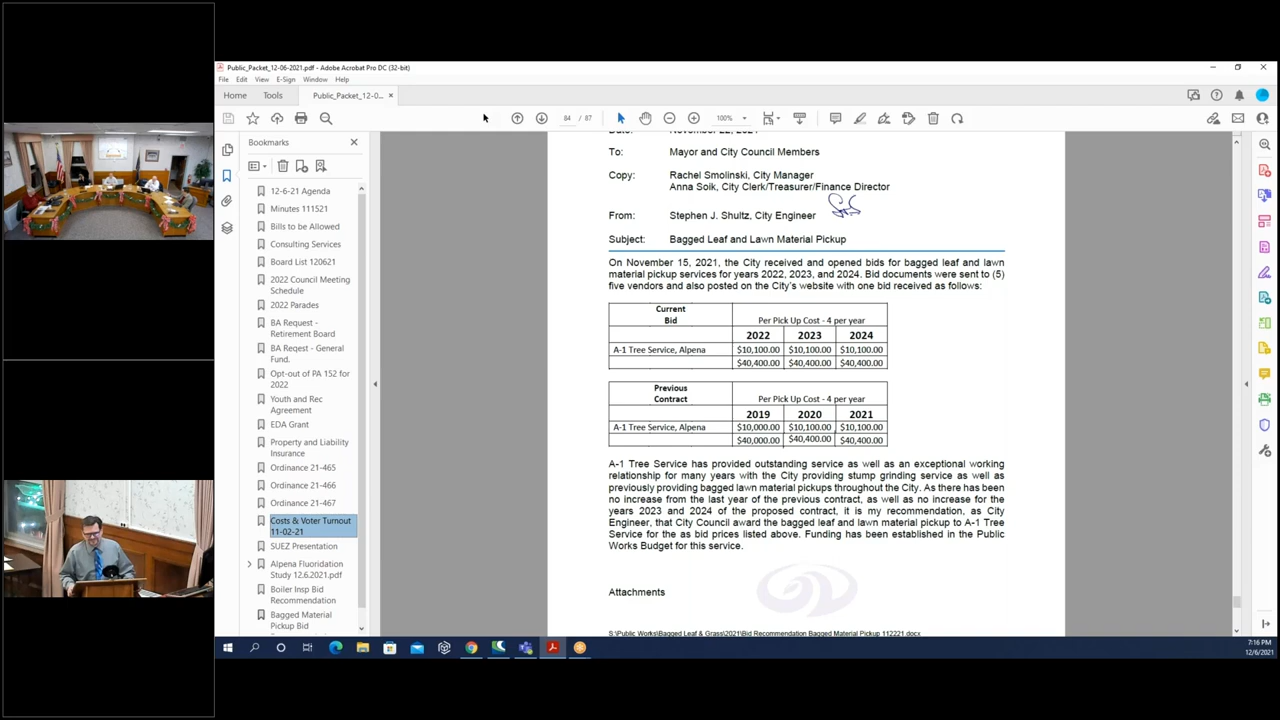 Public_Packet_12-06-2021.pdf - Adobe Acrobat Pro DC (32-bit)
File Edit View E-Sign Window Help
Home Tools Public_Packet_12-0... ×
84 / 87 100%
Bookmarks
12-6-21 Agenda
Minutes 111521
Bills to be Allowed
Consulting Services
Board List 120621
2022 Council Meeting
Schedule
2022 Parades
BA Request -
Retirement Board
BA Reqest - General
Fund.
Opt-out of PA 152 for
2022
Youth and Rec
Agreement
EDA Grant
Property and Liability
Insurance
Ordinance 21-465
Ordinance 21-466
Ordinance 21-467
Costs & Voter Turnout
11-02-21
SUEZ Presentation
Alpena Fluoridation
Study 12.6.2021.pdf
Boiler Insp Bid
Recommendation
Bagged Material
Pickup Bid
Date: November 22, 2021
To: Mayor and City Council Members
Copy: Rachel Smolinski, City Manager
Anna Soik, City Clerk/Treasurer/Finance Director
From: Stephen J. Shultz, City Engineer
Subject: Bagged Leaf and Lawn Material Pickup
On November 15, 2021, the City received and opened bids for bagged leaf and lawn
material pickup services for years 2022, 2023, and 2024. Bid documents were sent to (5)
five vendors and also posted on the City's website with one bid received as follows:
Current
Bid Per Pick Up Cost - 4 per year
2022 2023 2024
A-1 Tree Service, Alpena $10,100.00 $10,100.00 $10,100.00
$40,400.00 $40,400.00 $40,400.00
Previous
Contract Per Pick Up Cost - 4 per year
2019 2020 2021
A-1 Tree Service, Alpena $10,000.00 $10,100.00 $10,100.00
$40,000.00 $40,400.00 $40,400.00
A-1 Tree Service has provided outstanding service as well as an exceptional working
relationship for many years with the City providing stump grinding service as well as
previously providing bagged lawn material pickups throughout the City. As there has been
no increase from the last year of the previous contract, as well as no increase for the
years 2023 and 2024 of the proposed contract, it is my recommendation, as City
Engineer, that City Council award the bagged leaf and lawn material pickup to A-1 Tree
Service for the as bid prices listed above. Funding has been established in the Public
Works Budget for this service.
Attachments
S:\Public Works\Bagged Leaf & Grass\2021\Bid Recommendation Bagged Material Pickup 112221.docx
7:16 PM
12/6/2021